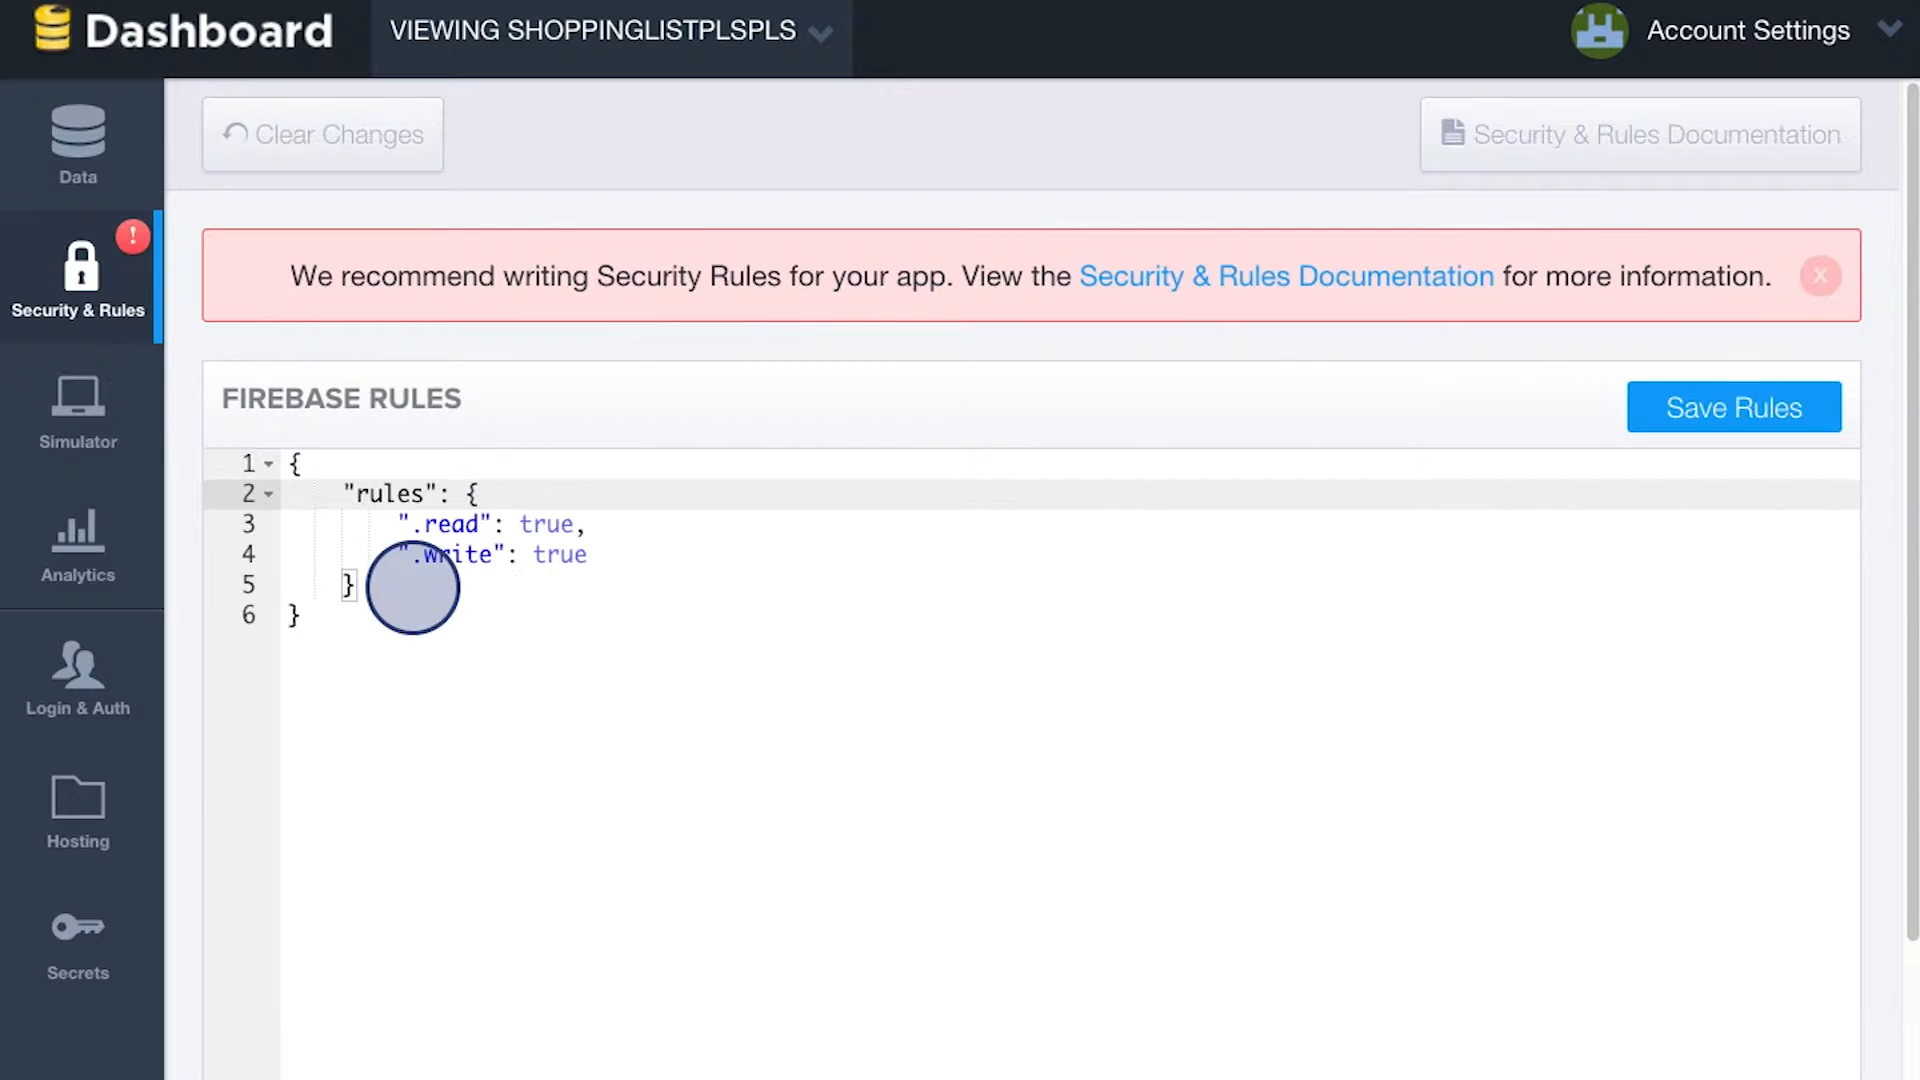 Dashboard
VIEWING SHOPPINGLISTPLSPLS
Account Settings
Data
Security & Rules
!
Simulator
Analytics
Login & Auth
Hosting
Secrets
Clear Changes
Security & Rules Documentation
We recommend writing Security Rules for your app. View the Security & Rules Documentation for more information.
x
FIREBASE RULES
Save Rules
1 {
2 "rules": {
3 ".read": true,
4 ".write": true
5 }
6 }